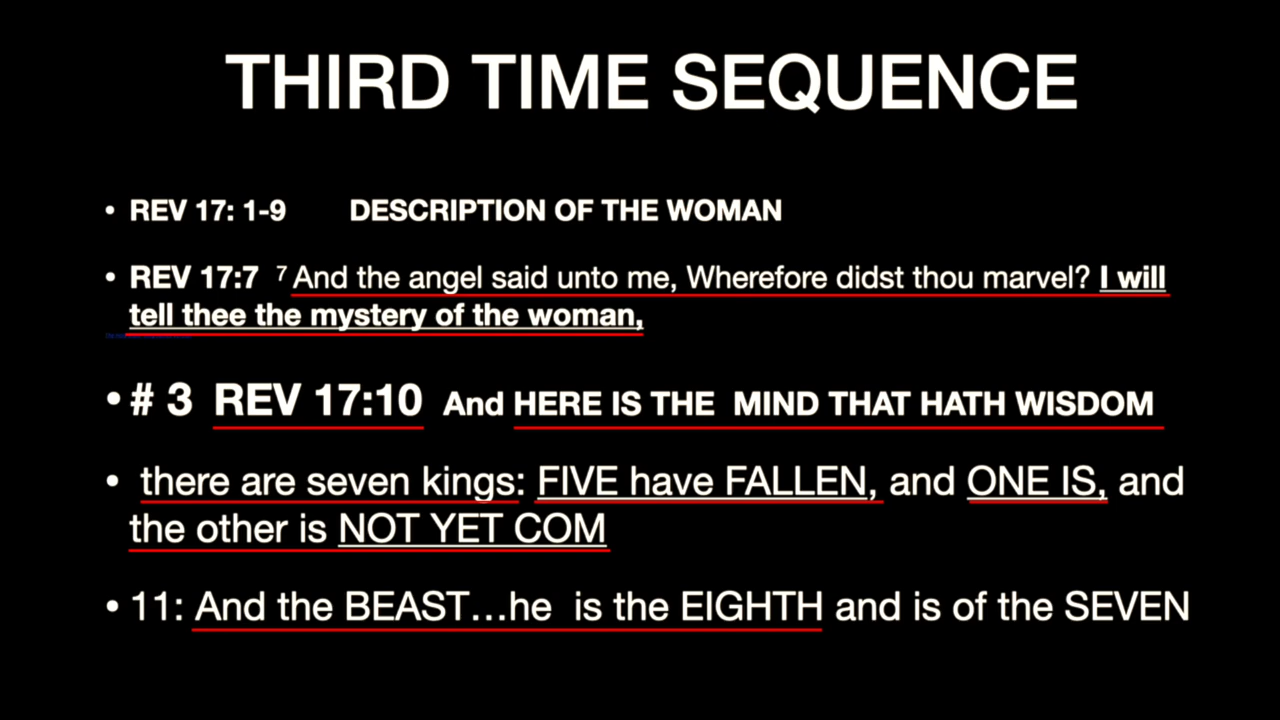 THIRD TIME SEQUENCE
• REV 17: 1-9 DESCRIPTION OF THE WOMAN
• REV 17:7 7 And the angel said unto me, Wherefore didst thou marvel? I will
tell thee the mystery of the woman,
• # 3 REV 17:10 And HERE IS THE MIND THAT HATH WISDOM
• there are seven kings: FIVE have FALLEN, and ONE IS, and
the other is NOT YET COM
• 11: And the BEAST…he is the EIGHTH and is of the SEVEN